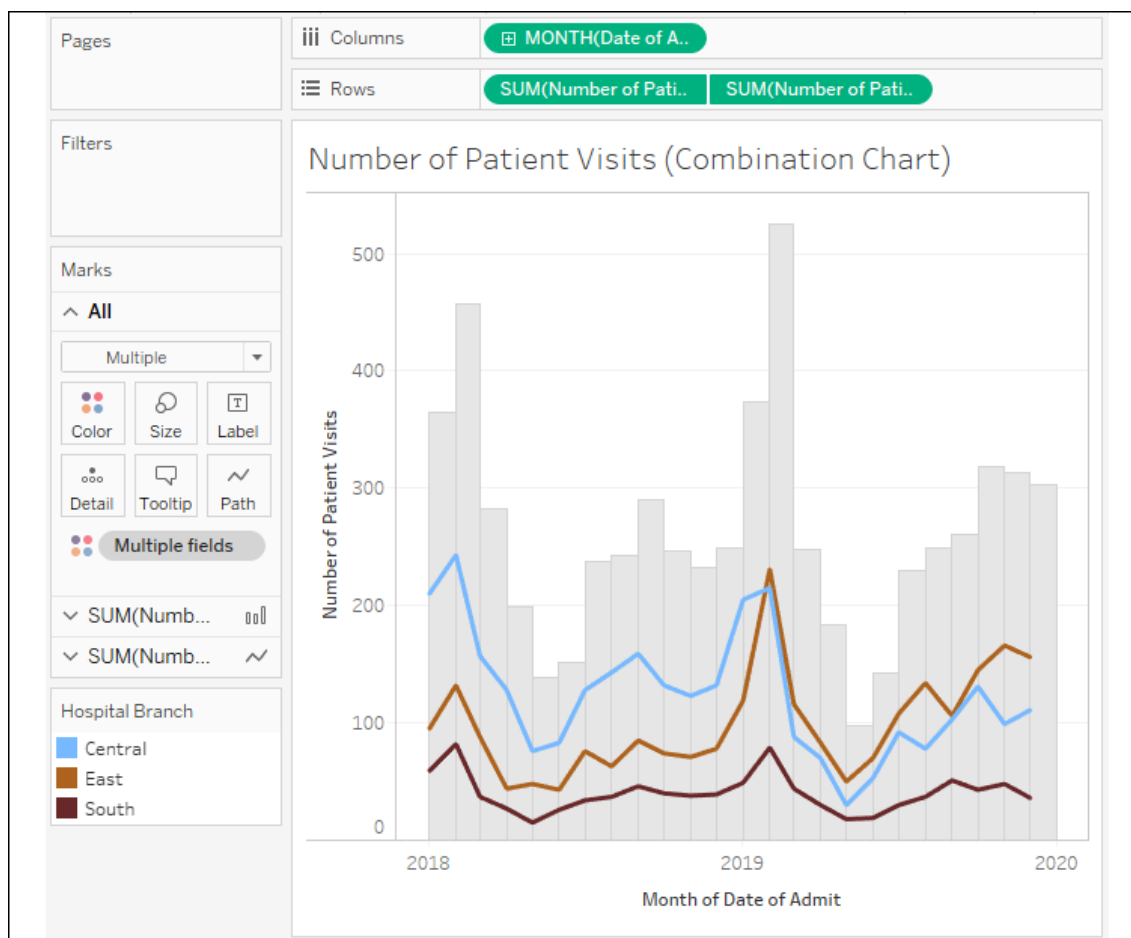 Pages
Columns
MONTH(Date of A..
Rows
SUM(Number of Pati..
SUM(Number of Pati..
Filters
Marks
All
Multiple
Color
Size
T
Label
Detail
Tooltip
Path
Multiple fields
SUM(Numb...
SUM(Numb...
Hospital Branch
Central
East
South
Number of Patient Visits (Combination Chart)
Number of Patient Visits
500
400
300
200
100
0
2018
2019
2020
Month of Date of Admit